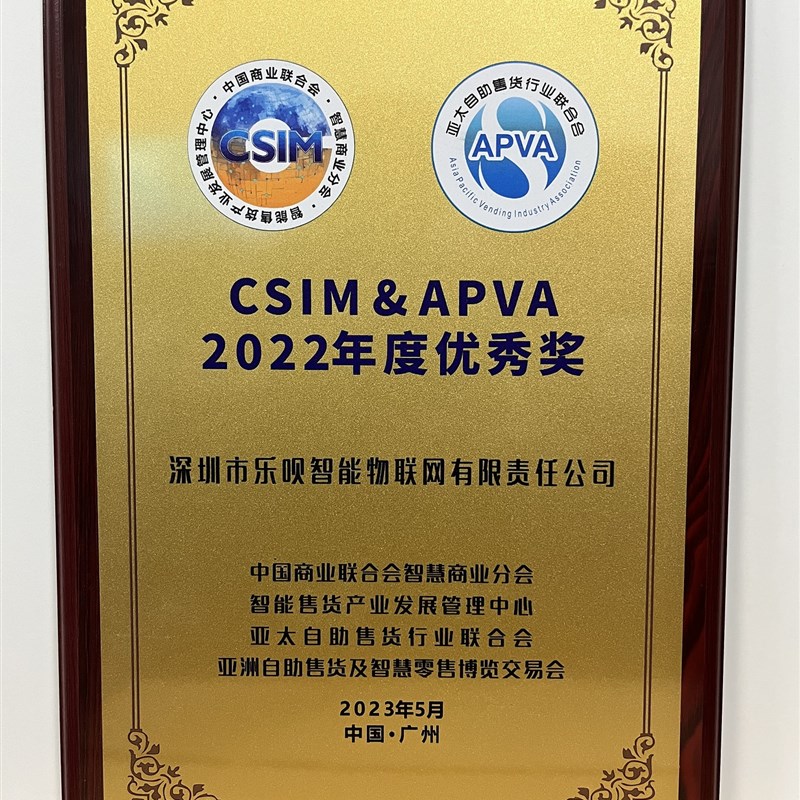 中国商业联合会·智慧商业分会·智能售货产业发展管理中心·
CSIM
亚太自助售货行业联合会
APVA
Asia Pacific Vending Industry Association
CSIM&APVA
2022年度优秀奖
深圳市乐呗智能物联网有限责任公司
中国商业联合会智慧商业分会
智能售货产业发展管理中心
亚太自助售货行业联合会
亚洲自助售货及智慧零售博览交易会
2023年5月
中国·广州